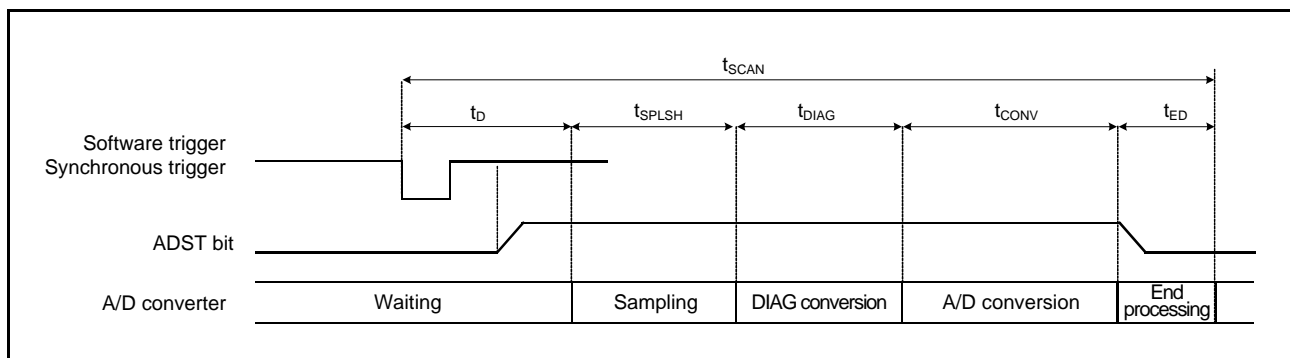 tSCAN
tD
tSPLSH
tDIAG
tCONV
tED
Software trigger
Synchronous trigger
ADST bit
A/D converter
Waiting
Sampling
DIAG conversion
A/D conversion
End
processing